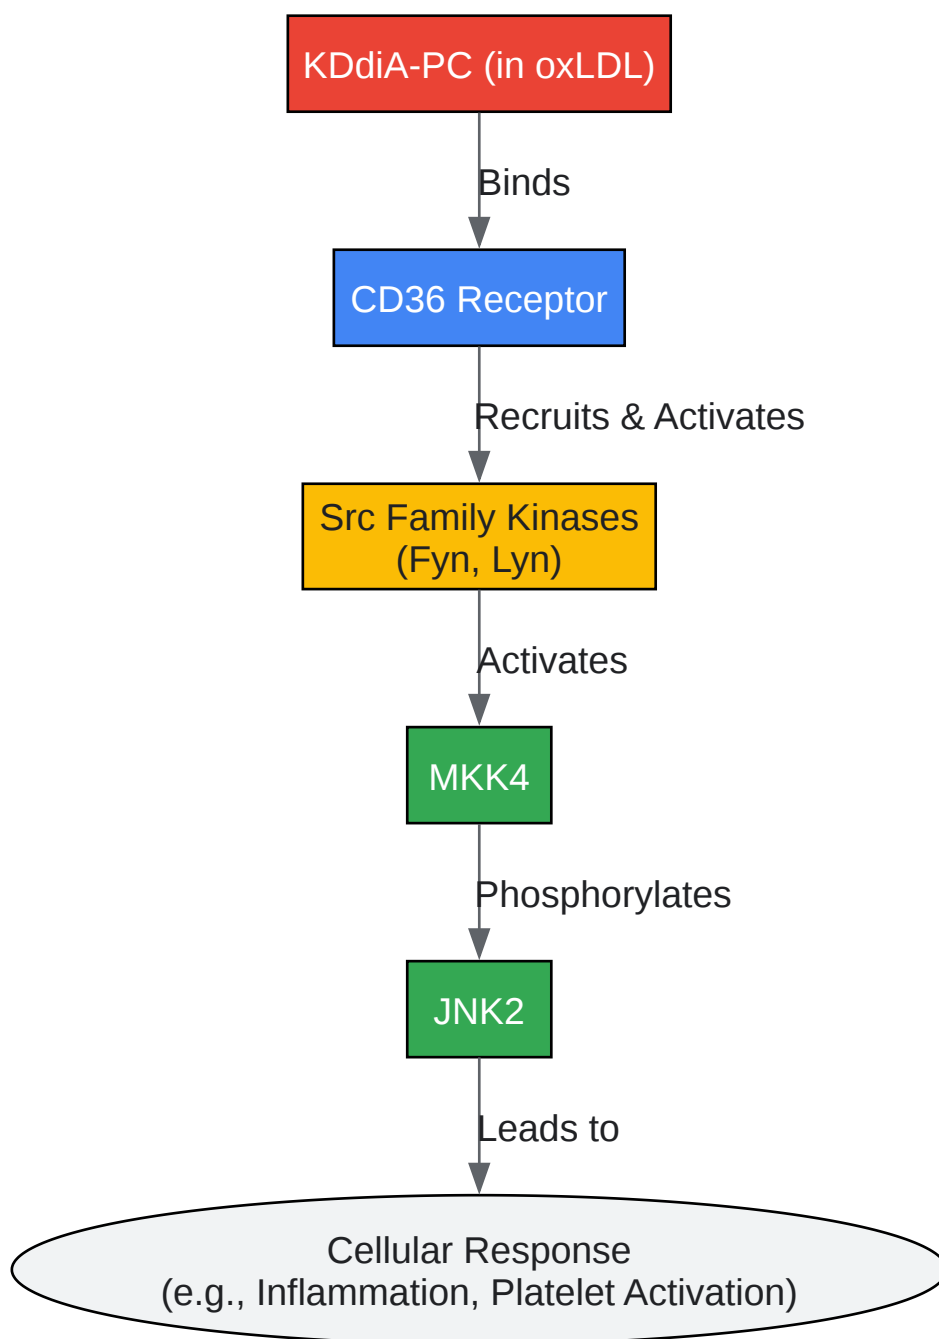 KDdiA-PC (in oxLDL)
Binds
CD36 Receptor
Recruits & Activates
Src Family Kinases
(Fyn, Lyn)
Activates
MKK4
Phosphorylates
JNK2
Leads to
Cellular Response
(e.g., Inflammation, Platelet Activation)